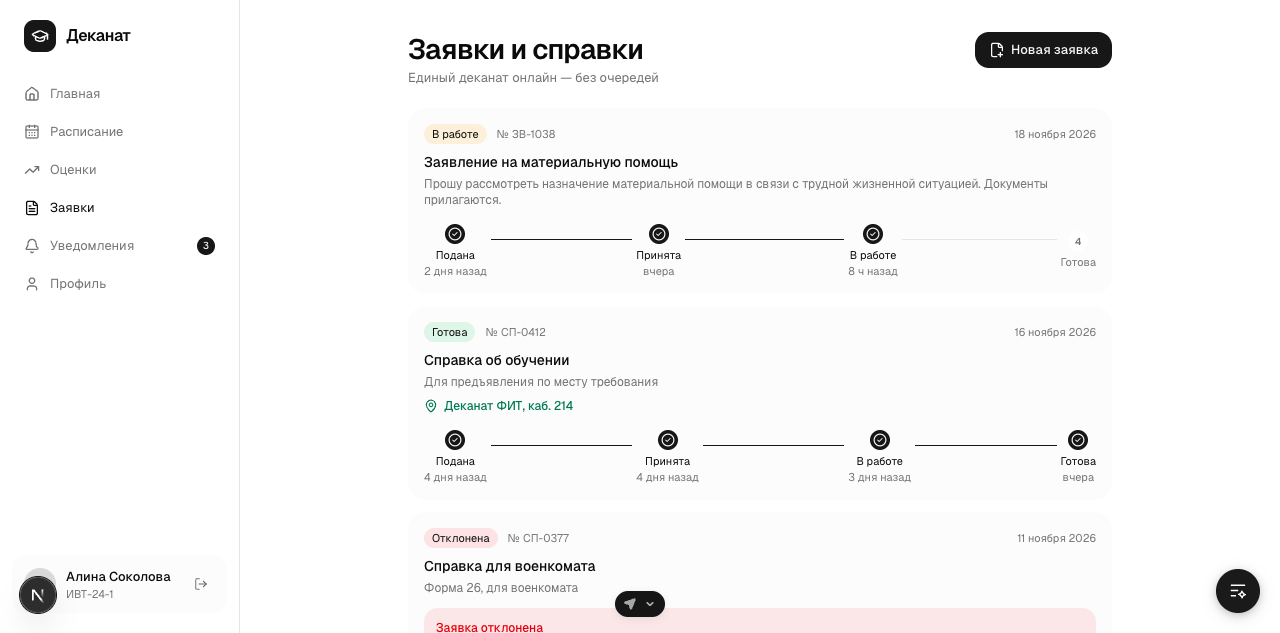 Деканат
Главная
Расписание
Оценки
Заявки
Уведомления 3
Профиль
Алина Соколова
ИВТ-24-1
N
Заявки и справки
Единый деканат онлайн — без очередей
Новая заявка
В работе № ЗВ-1038 18 ноября 2026
Заявление на материальную помощь
Прошу рассмотреть назначение материальной помощи в связи с трудной жизненной ситуацией. Документы
прилагаются.
Подана Принята В работе 4
2 дня назад вчера 8 ч назад Готова
Готова № СП-0412 16 ноября 2026
Справка об обучении
Для предъявления по месту требования
Деканат ФИТ, каб. 214
Подана Принята В работе Готова
4 дня назад 4 дня назад 3 дня назад вчера
Отклонена № СП-0377 11 ноября 2026
Справка для военкомата
Форма 26, для военкомата
Заявка отклонена